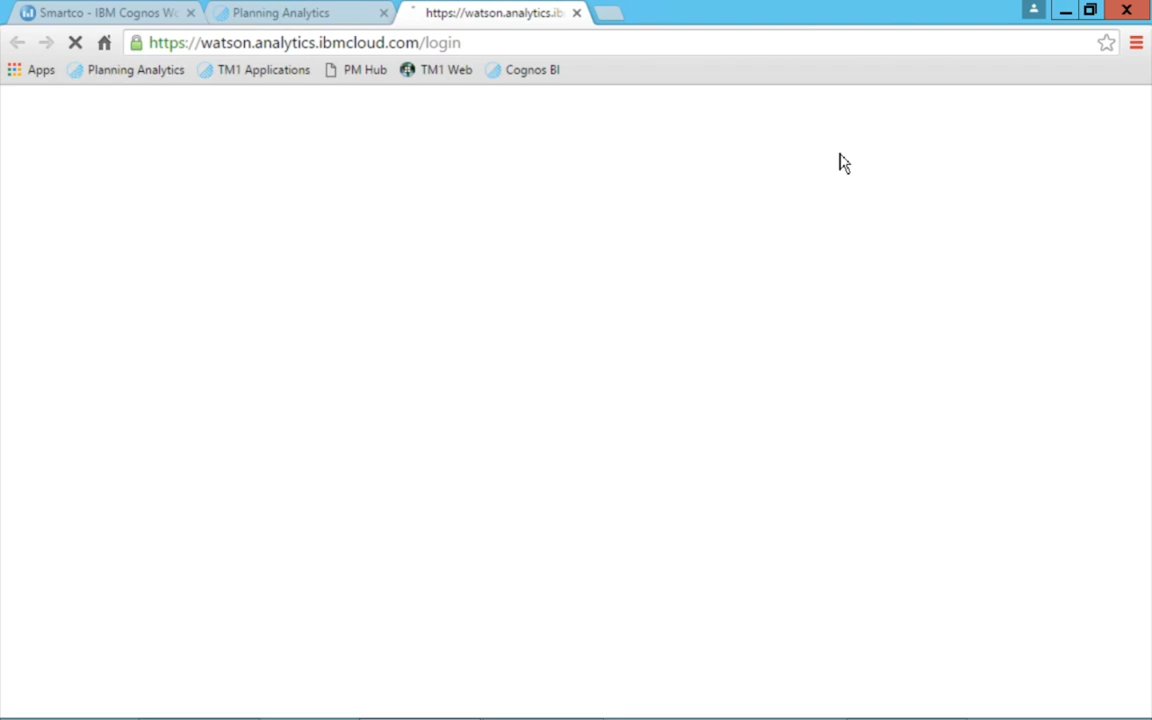 Smartco - IBM Cognos Wo
Planning Analytics
https://watson.analytics.ib
https://watson.analytics.ibmcloud.com/login
Apps
Planning Analytics
TM1 Applications
PM Hub
TM1 Web
Cognos BI